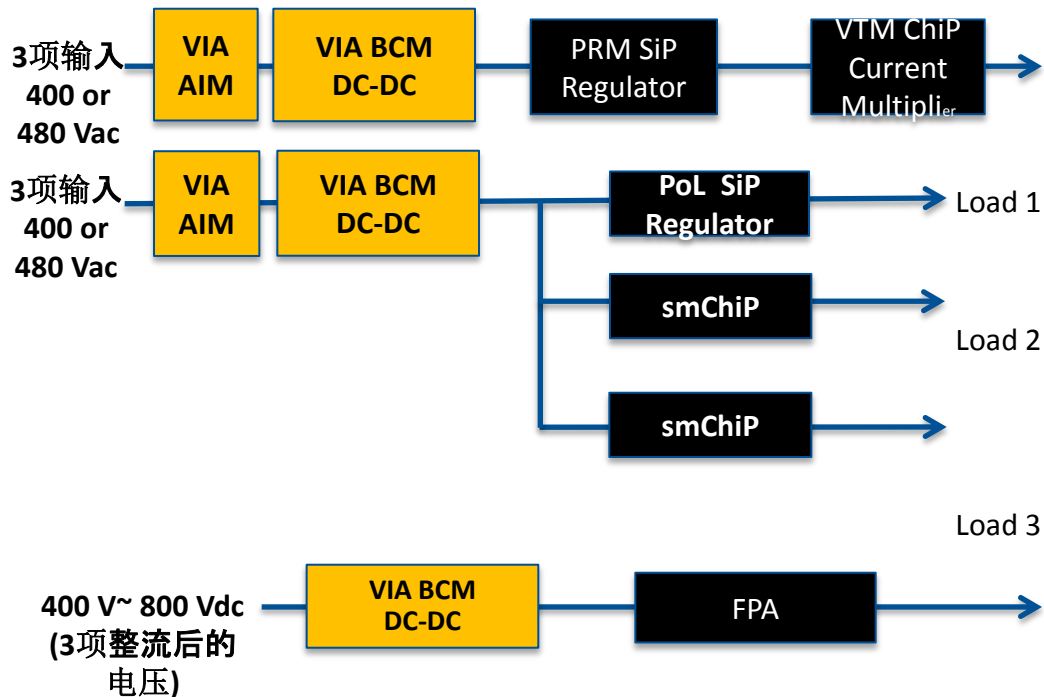 3项输入
400 or
480 Vac
VIA
AIM
VIA BCM
DC-DC
PRM SiP
Regulator
VTM ChiP
Current
Multiplier
3项输入
400 or
480 Vac
VIA
AIM
VIA BCM
DC-DC
PoL SiP
Regulator
Load 1
smChiP
Load 2
smChiP
Load 3
400 V~ 800 Vdc
(3项整流后的
电压)
VIA BCM
DC-DC
FPA